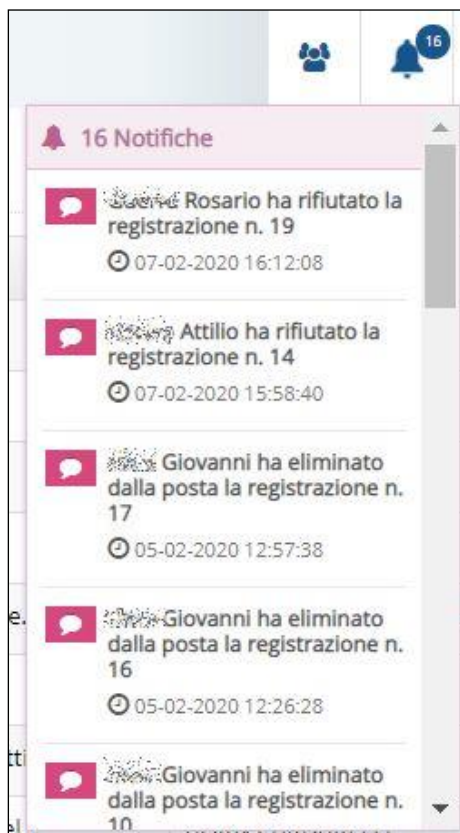 16
16 Notifiche
Rosario ha rifiutato la
registrazione n. 19
07-02-2020 16:12:08
Attilio ha rifiutato la
registrazione n. 14
07-02-2020 15:58:40
Giovanni ha eliminato
dalla posta la registrazione n.
17
05-02-2020 12:57:38
Giovanni ha eliminato
dalla posta la registrazione n.
16
05-02-2020 12:26:28
Giovanni ha eliminato
dalla posta la registrazione n.
10